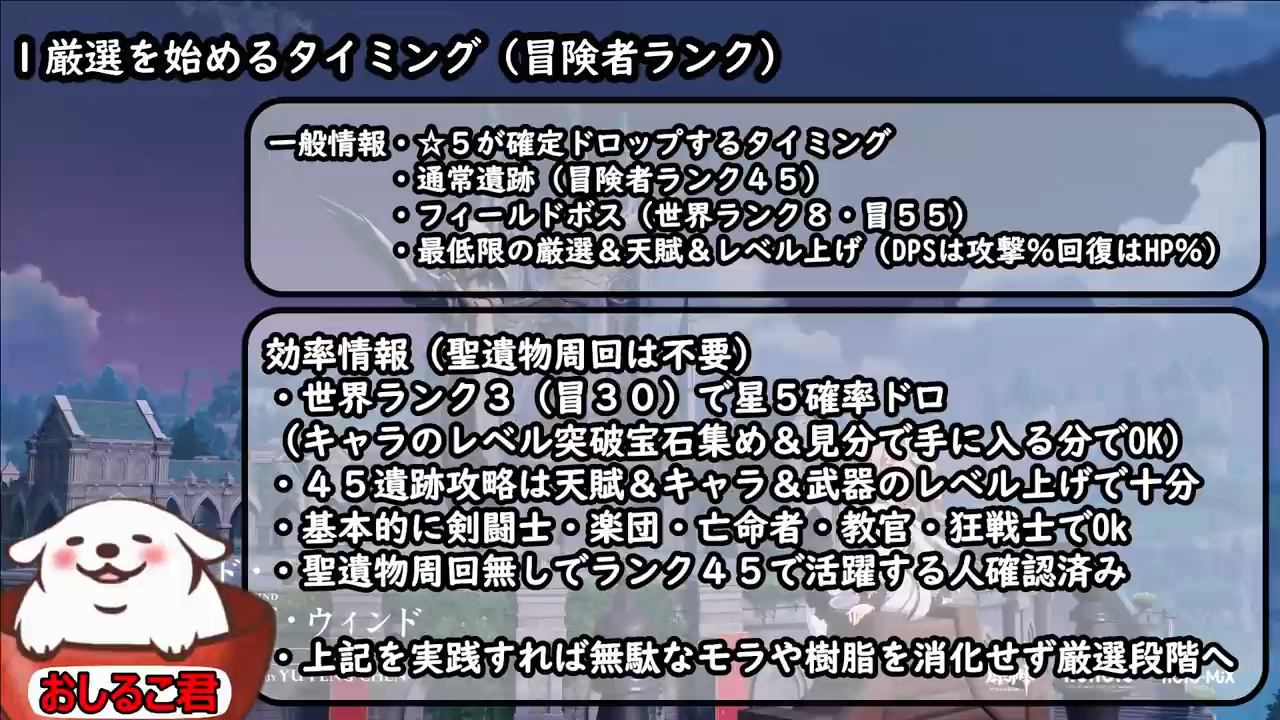 1厳選を始めるタイミング（冒険者ランク）
一般情報・☆５が確定ドロップするタイミング
・通常遺跡（冒険者ランク４５）
・フィールドボス（世界ランク８・冒５５）
・最低限の厳選＆天賦＆レベル上げ（DPSは攻撃%回復はHP%）
効率情報（聖遺物周回は不要）
・世界ランク３（冒３０）で星５確率ドロ
（キャラのレベル突破宝石集め＆見分で手に入る分でOK）
・４５遺跡攻略は天賦＆キャラ＆武器のレベル上げで十分
・基本的に剣闘士・楽団・亡命者・教官・狂戦士でOk
ド・
・聖遺物周回無しでランク４５で活躍する人確認済み
・ウィンド
・上記を実践すれば無駄なモラや樹脂を消化せず厳選段階へ
BY YU-PENG CHEN
おしるこ君